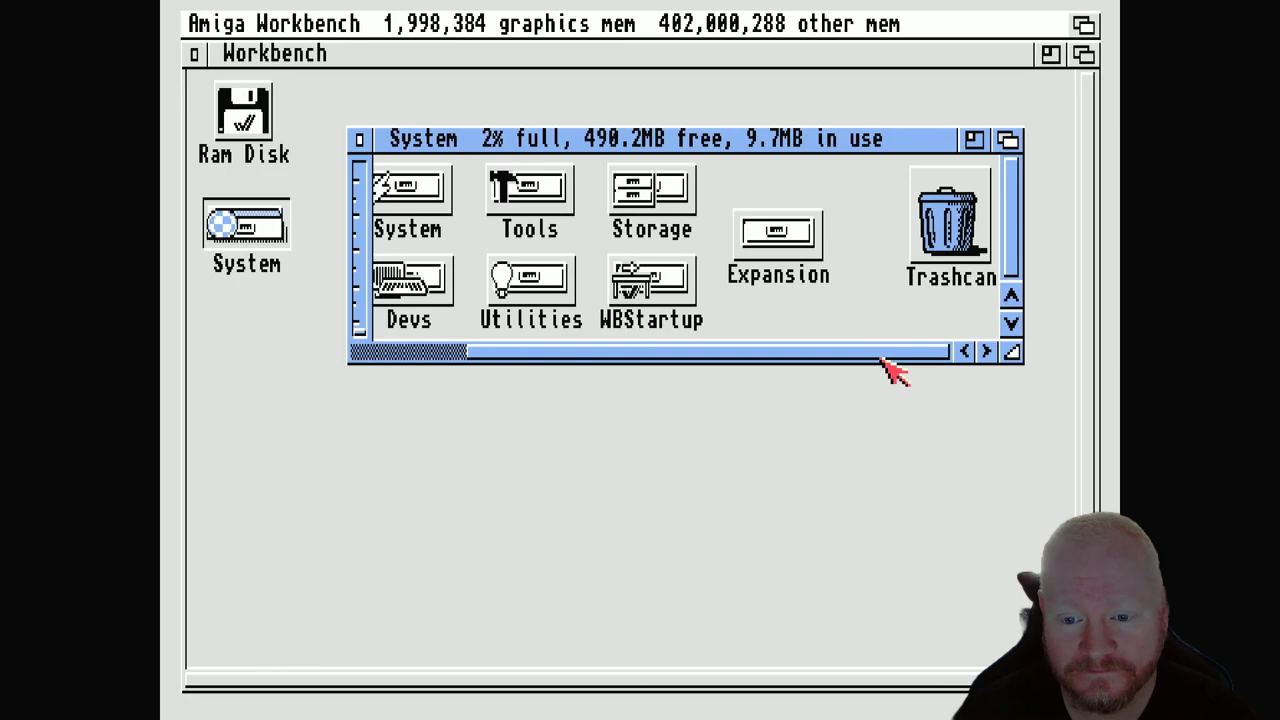 Amiga Workbench 1,998,384 graphics mem 402,000,288 other mem
Workbench
Ram Disk
System
System 2% full, 490.2MB free, 9.7MB in use
System Tools Storage
Expansion Trashcan
Devs Utilities WBStartup